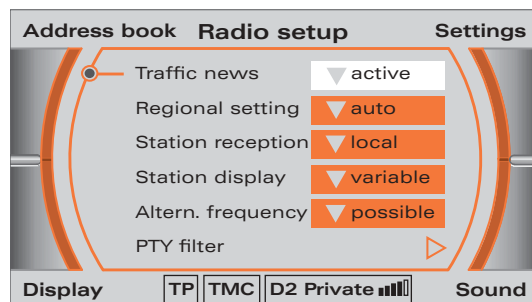 Address book Radio setup Settings
Traffic news active
Regional setting auto
Station reception local
Station display variable
Altern. frequency possible
PTY filter
Display TP TMC D2 Private Sound